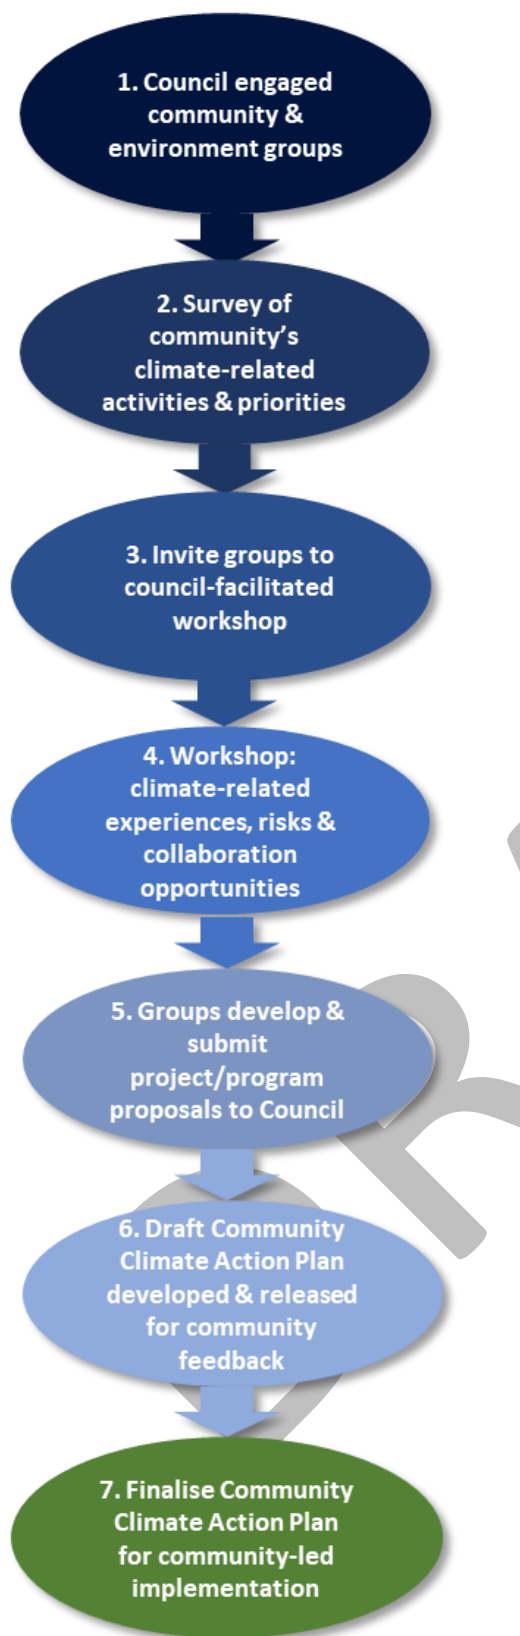 1. Council engaged
community &
environment groups
2. Survey of
community’s
climate-related
activities & priorities
3. Invite groups to
council-facilitated
workshop
4. Workshop:
climate-related
experiences, risks &
collaboration
opportunities
5. Groups develop &
submit
project/program
proposals to Council
6. Draft Community
Climate Action Plan
developed & released
for community
feedback
7. Finalise Community
Climate Action Plan
for community-led
implementation